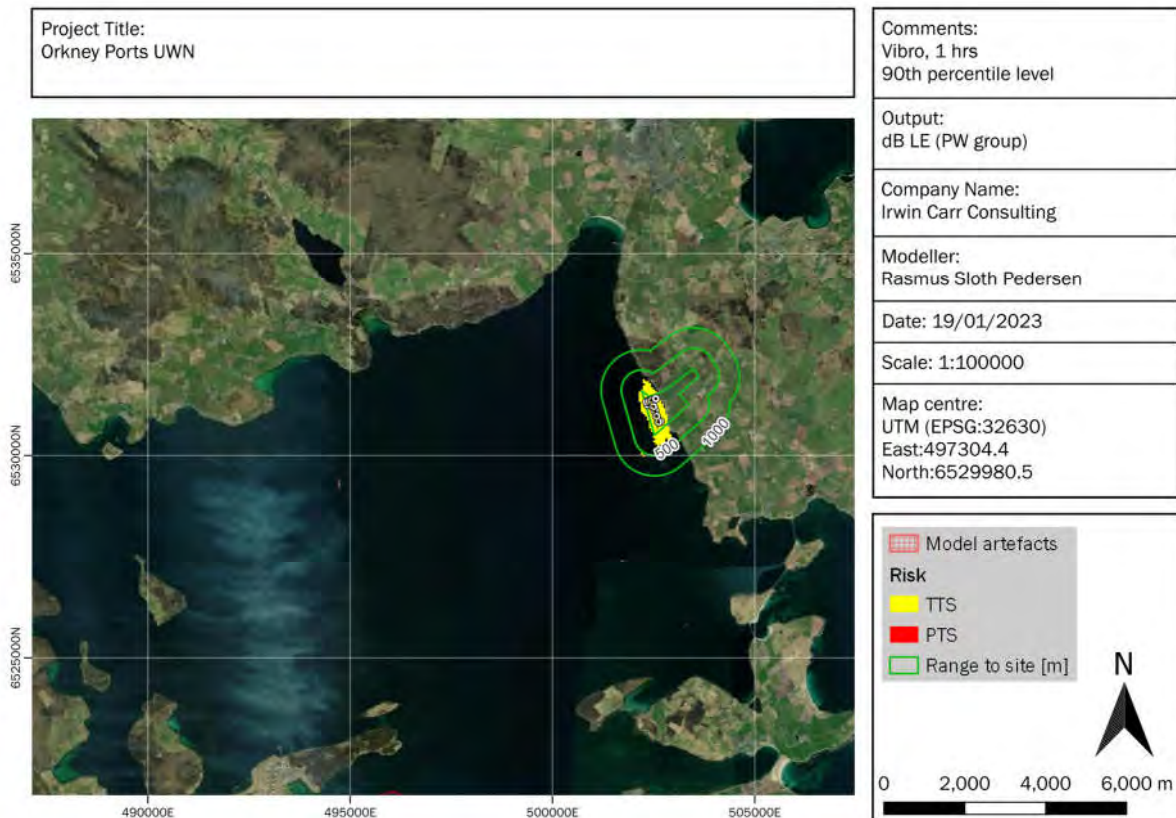 Project Title:
Orkney Ports UWN
Comments:
Vibro, 1 hrs
90th percentile level
Output:
dB LE (PW group)
Company Name:
Irwin Carr Consulting
Modeller:
Rasmus Sloth Pedersen
Date: 19/01/2023
Scale: 1:100000
Map centre:
UTM (EPSG:32630)
East:497304.4
North:6529980.5
6535000N
6530000N
6525000N
500
1000
490000E
495000E
500000E
505000E
Model artefacts
Risk
TTS
PTS
Range to site [m]
N
0 2,000 4,000 6,000 m